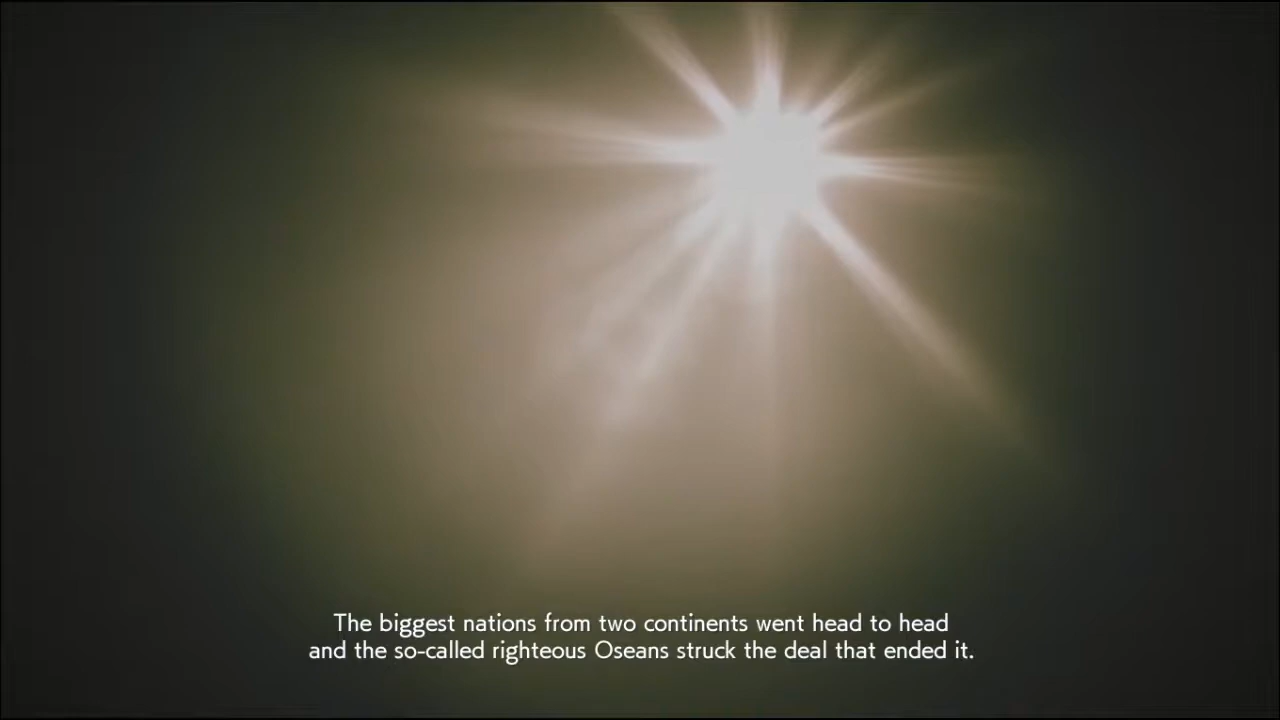 The biggest nations from two continents went head to head
and the so-called righteous Oseans struck the deal that ended it.